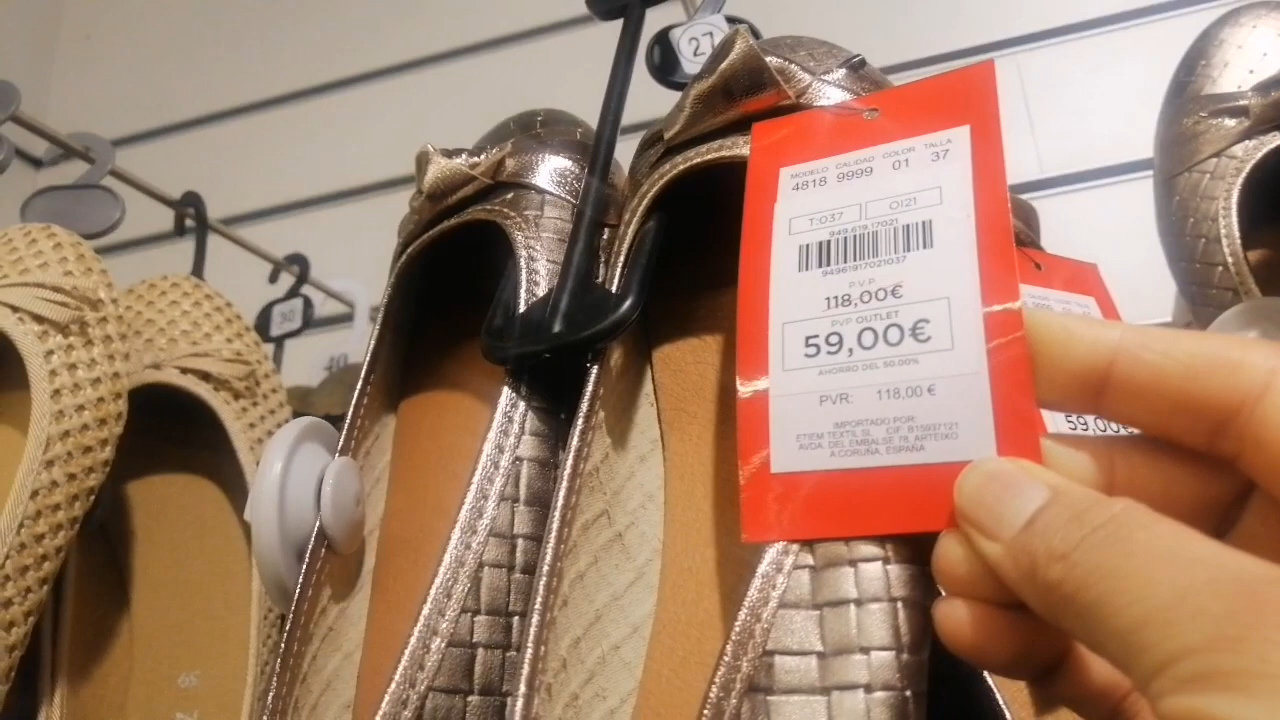 27
MODELO CALIDAD COLOR TALLA
4818 9999 01 37
T:037 OI21
949.619.17021
94961917021037
P.V.P
118,00€
PVP OUTLET
59,00€
AHORRO DEL 50.00%
PVR: 118,00 €
IMPORTADO POR:
ETIEM TEXTIL SL CIF: B15937121
AVDA. DEL EMBALSE 78, ARTEIXO
A CORUÑA, ESPAÑA
59,00€
30
40
39